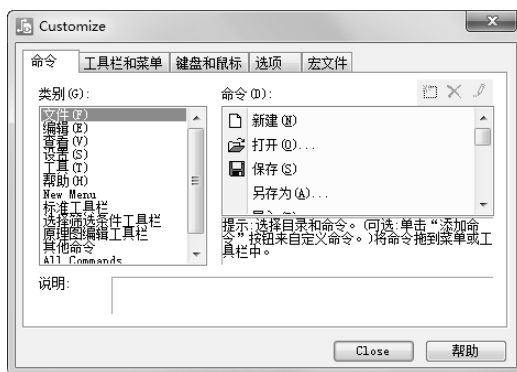 Customize
命令 工具栏和菜单 键盘和鼠标 选项 宏文件
类别(G): 命令(D):
文件(F)
编辑(E)
查看(V)
设置(S)
工具(T)
帮助(H)
New Menu
标准工具栏
选择筛选条件工具栏
原理图编辑工具栏
其他命令
All Commands
新建(N)
打开(O)...
保存(S)
另存为(A)...
提示:选择目录和命令。(可选:单击“添加命
令”按钮来自定义命令。)将命令拖到菜单或工
具栏中。
说明:
Close 帮助